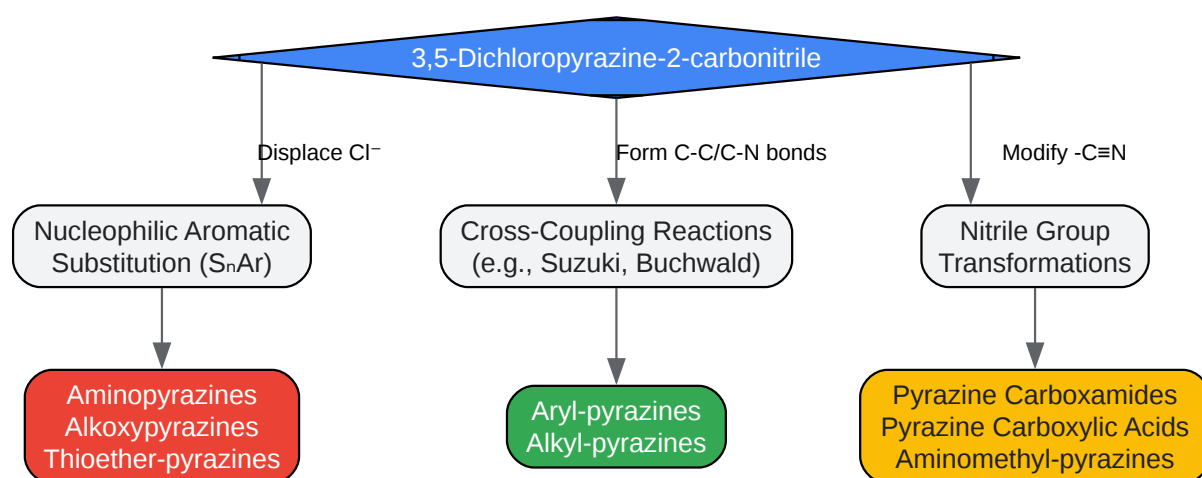 3,5-Dichloropyrazine-2-carbonitrile
Displace Cl⁻
Form C-C/C-N bonds
Modify -C≡N
Nucleophilic Aromatic
Substitution (SₙAr)
Cross-Coupling Reactions
(e.g., Suzuki, Buchwald)
Nitrile Group
Transformations
Aminopyrazines
Alkoxypyrazines
Thioether-pyrazines
Aryl-pyrazines
Alkyl-pyrazines
Pyrazine Carboxamides
Pyrazine Carboxylic Acids
Aminomethyl-pyrazines